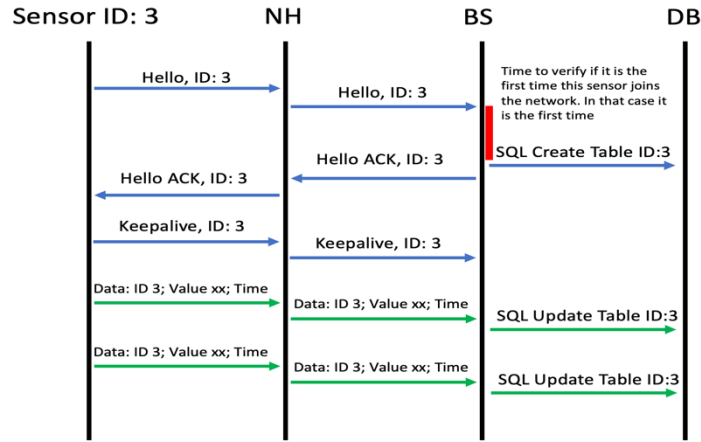 Sensor ID: 3
NH
BS
DB
Hello, ID: 3
Hello, ID: 3
Time to verify if it is the
first time this sensor joins
the network. In that case it
is the first time
SQL Create Table ID:3
Hello ACK, ID: 3
Hello ACK, ID: 3
Keepalive, ID: 3
Keepalive, ID: 3
Data: ID 3; Value xx; Time
Data: ID 3; Value xx; Time
SQL Update Table ID:3
Data: ID 3; Value xx; Time
Data: ID 3; Value xx; Time
SQL Update Table ID:3